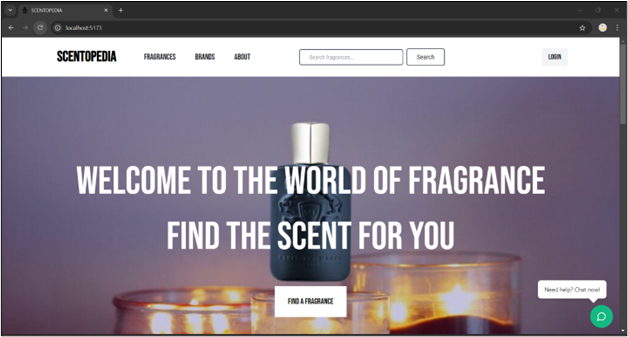 SCENTOPEDIA
localhost:5173
SCENTOPEDIA FRAGRANCES BRANDS ABOUT Search fragrances... Search LOGIN
WELCOME TO THE WORLD OF FRAGRANCE
FIND THE SCENT FOR YOU
FIND A FRAGRANCE
Need help? Chat now!